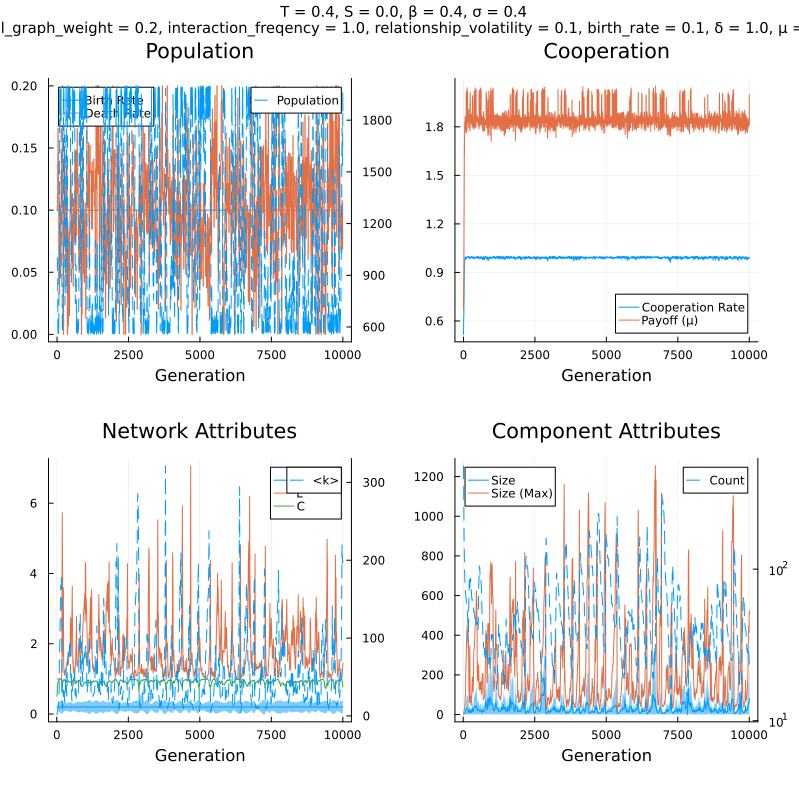 T = 0.4, S = 0.0, β = 0.4, σ = 0.4
l_graph_weight = 0.2, interaction_freqency = 1.0, relationship_volatility = 0.1, birth_rate = 0.1, δ = 1.0, μ =
Population
Cooperation
0.20
0.15
0.10
0.05
0.00
Birth Rate
Death Rate
Population
1800
1500
1200
900
600
0 2500 5000 7500 10000
Generation
1.8
1.5
1.2
0.9
0.6
Cooperation Rate
Payoff (μ)
0 2500 5000 7500 10000
Generation
Network Attributes
Component Attributes
6
4
2
0
<k>
C
300
200
100
0
0 2500 5000 7500 10000
Generation
1200
1000
800
600
400
200
0
Size
Size (Max)
Count
10²
10¹
0 2500 5000 7500 10000
Generation